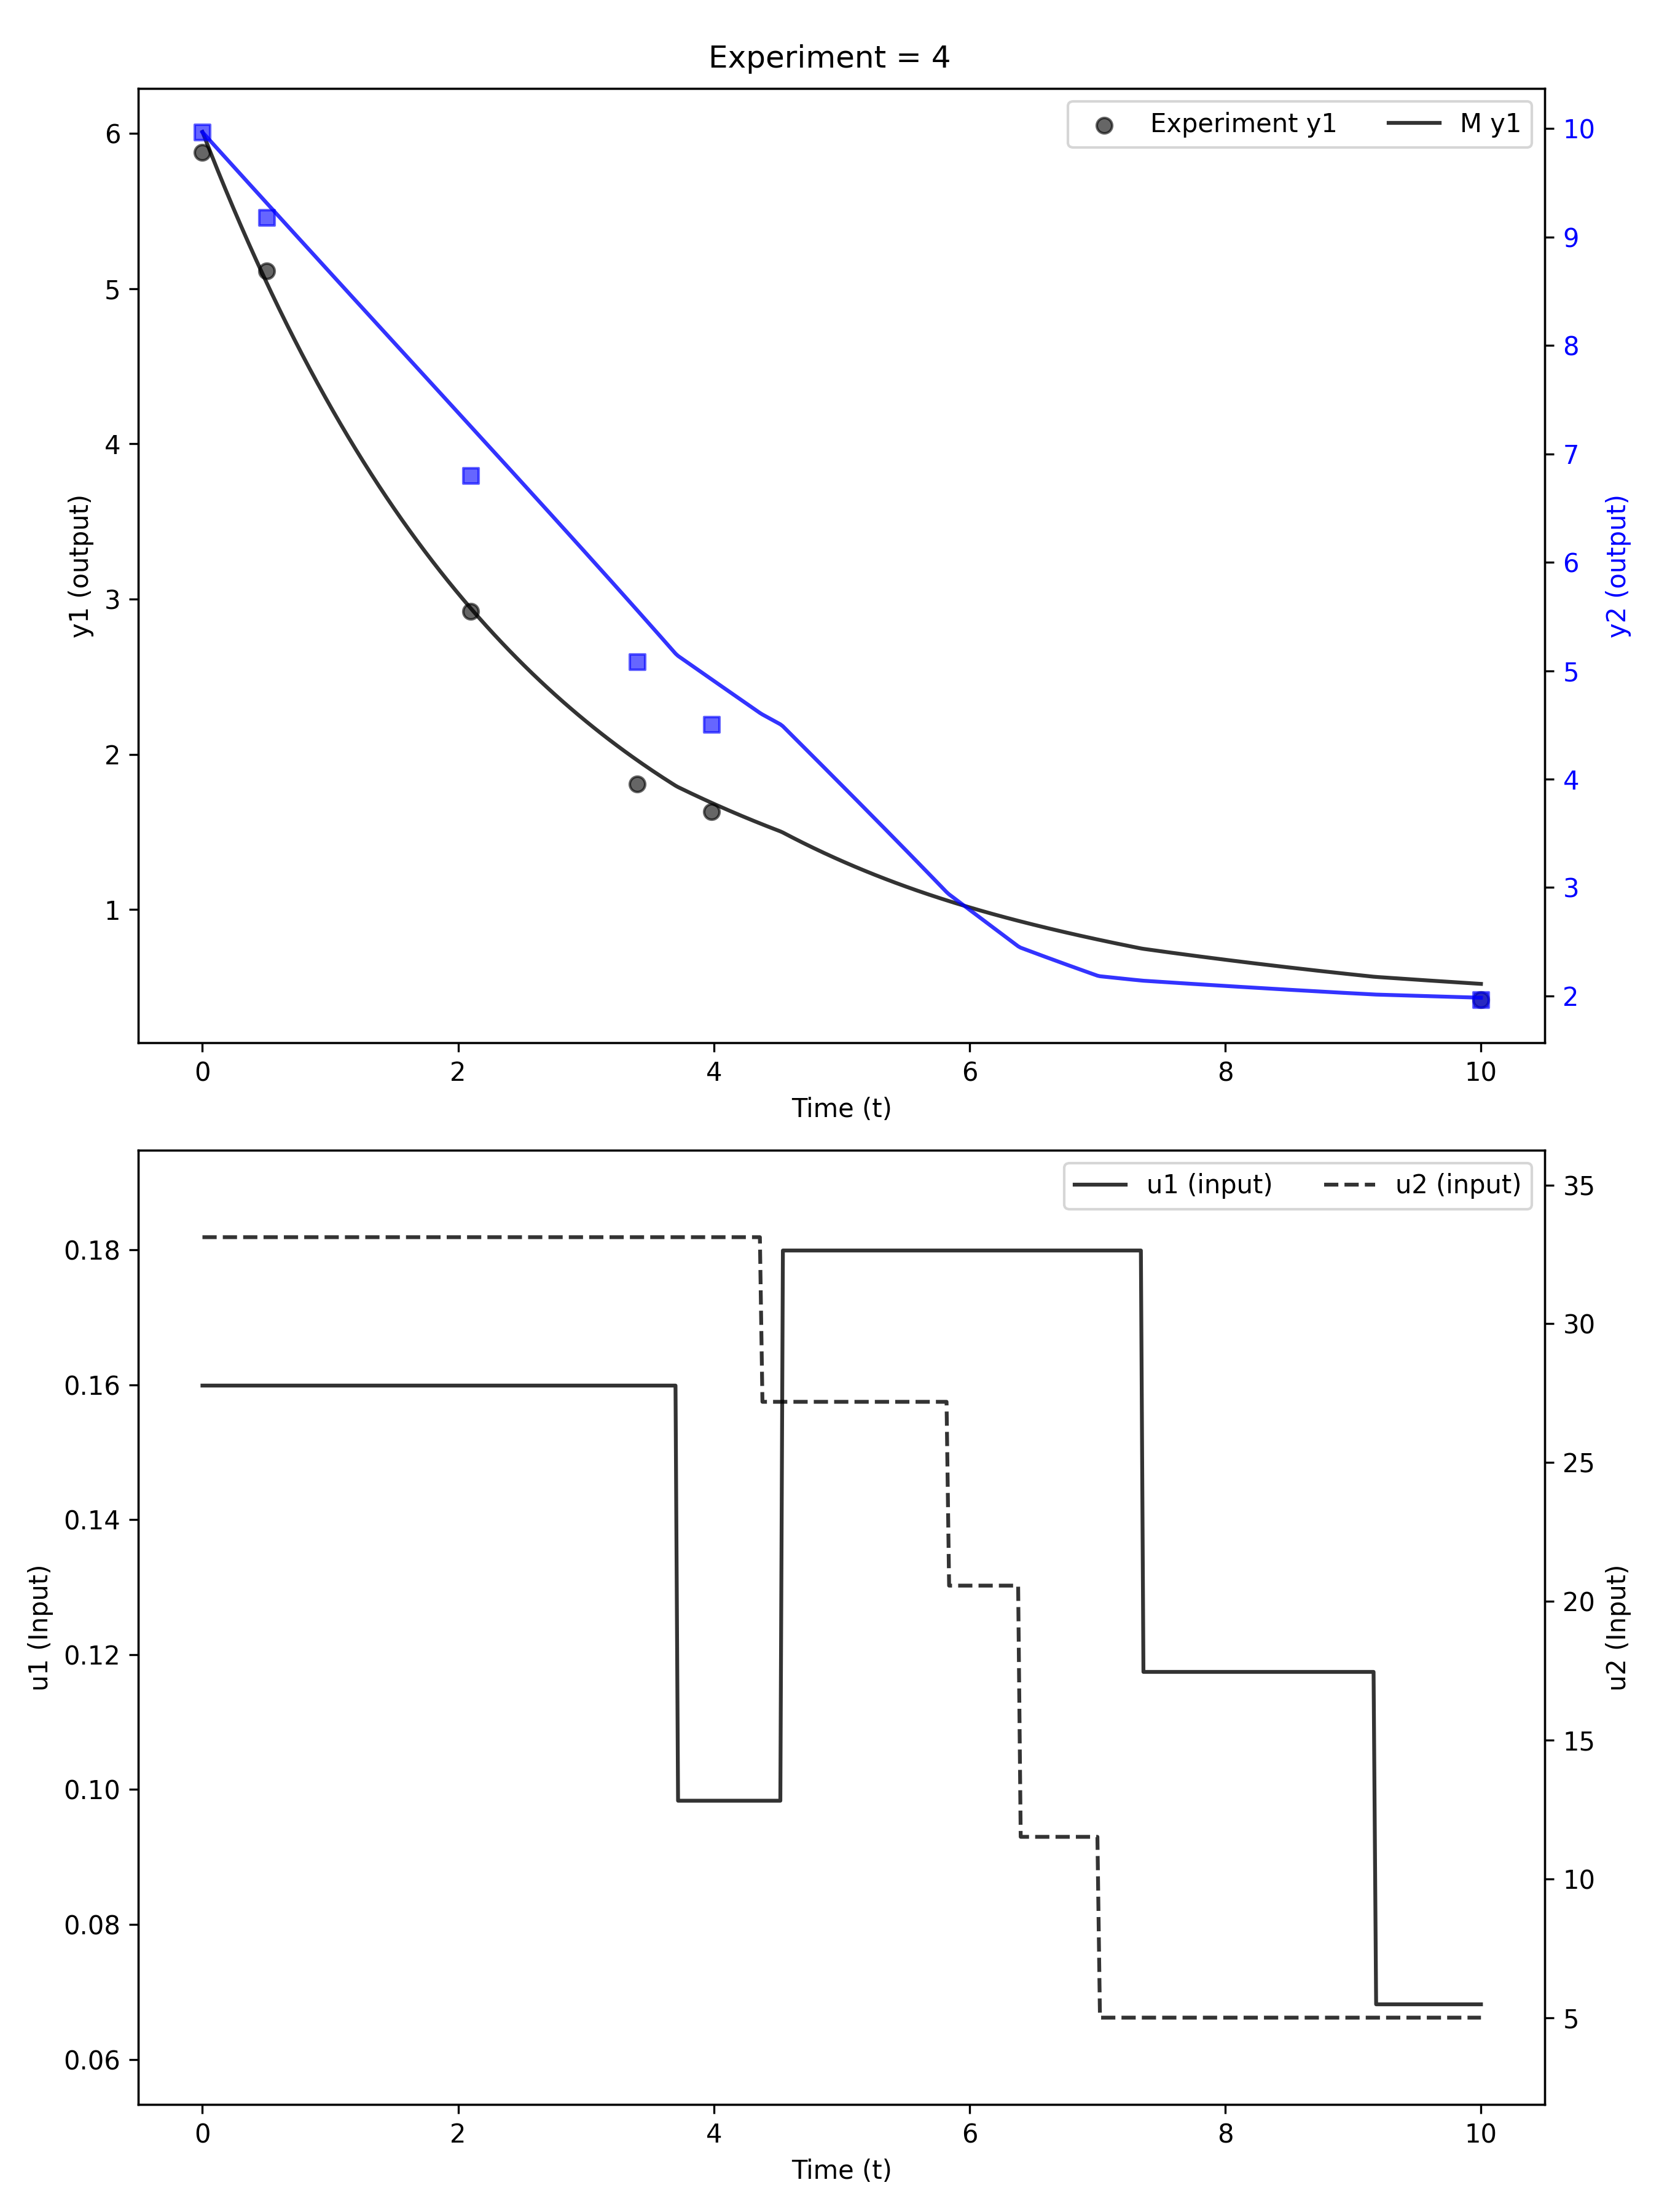 Experiment = 4
Experiment y1 M y1
6
5
4
3
2
1
y1 (output)
10
9
8
7
6
5
4
3
2
y2 (output)
0 2 4 6 8 10
Time (t)
u1 (input) u2 (input)
0.18
0.16
0.14
0.12
0.10
0.08
0.06
u1 (Input)
35
30
25
20
15
10
5
u2 (Input)
0 2 4 6 8 10
Time (t)